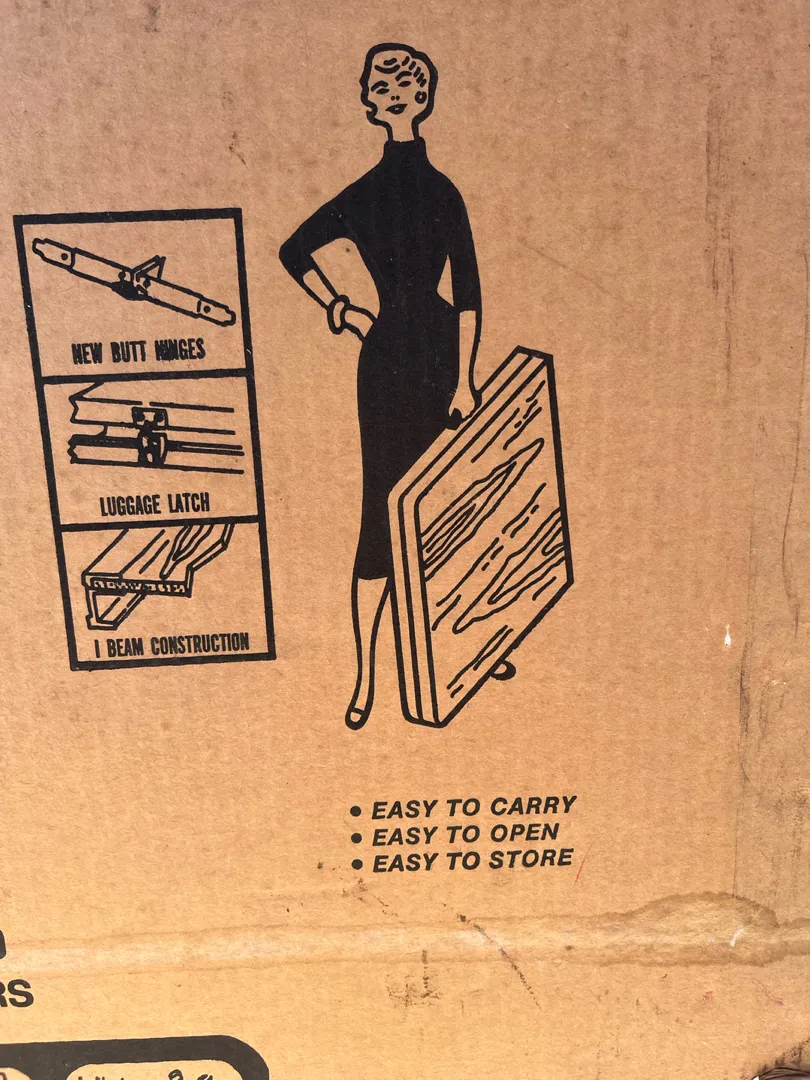 NEW BUTT HINGES
LUGGAGE LATCH
I BEAM CONSTRUCTION
• EASY TO CARRY
• EASY TO OPEN
• EASY TO STORE
RS